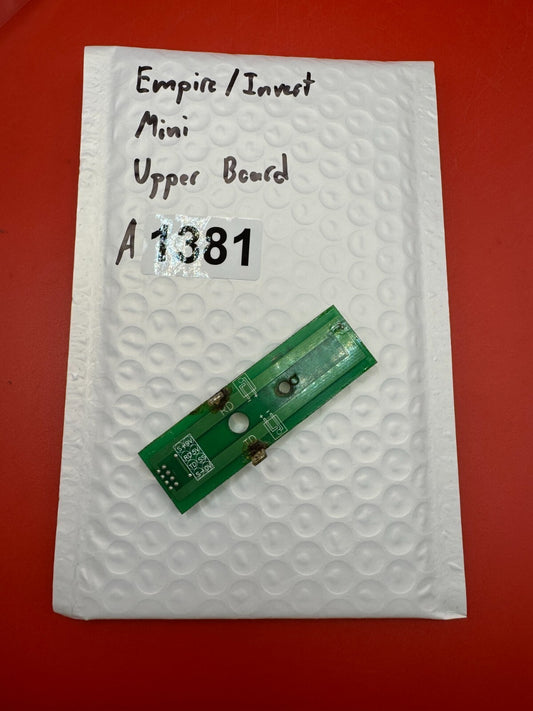 Empire/Invert
Mini
Upper Board
A 1381